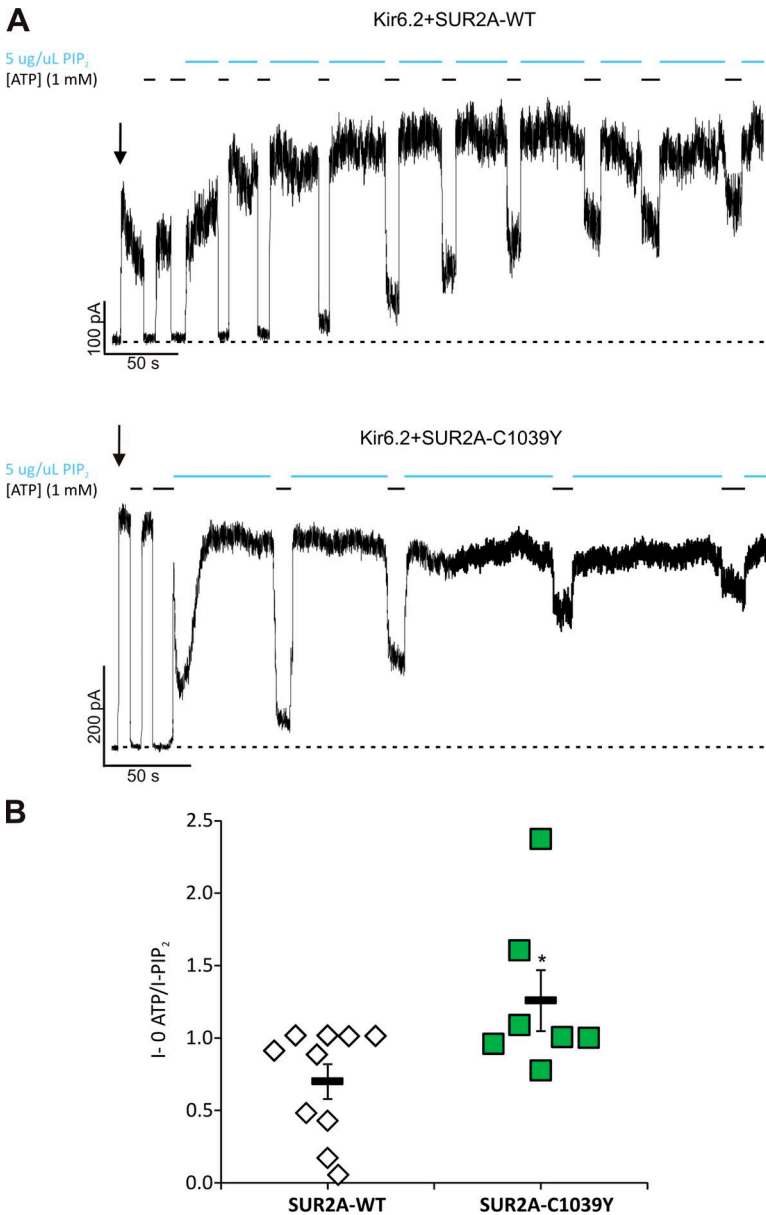 A
Kir6.2+SUR2A-WT
5 ug/uL PIP₂
[ATP] (1 mM)
100 pA
50 s
Kir6.2+SUR2A-C1039Y
5 ug/uL PIP₂
[ATP] (1 mM)
200 pA
50 s
B
2.5
2.0
1.5
1.0
0.5
0.0
I- 0 ATP/I-PIP₂
*
SUR2A-WT SUR2A-C1039Y